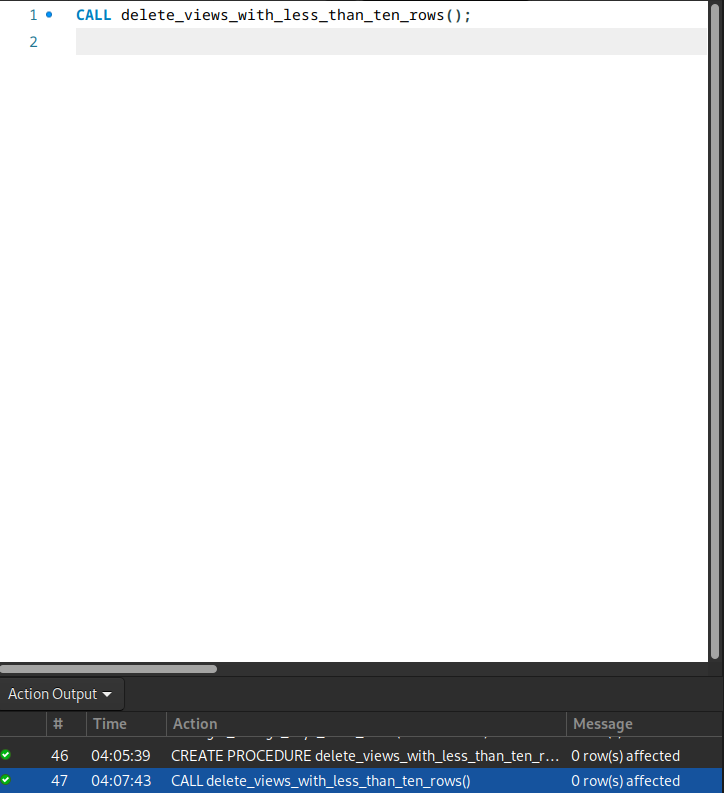 1 CALL delete_views_with_less_than_ten_rows();
2
Action Output
# Time Action Message
46 04:05:39 CREATE PROCEDURE delete_views_with_less_than_ten_r... 0 row(s) affected
47 04:07:43 CALL delete_views_with_less_than_ten_rows() 0 row(s) affected